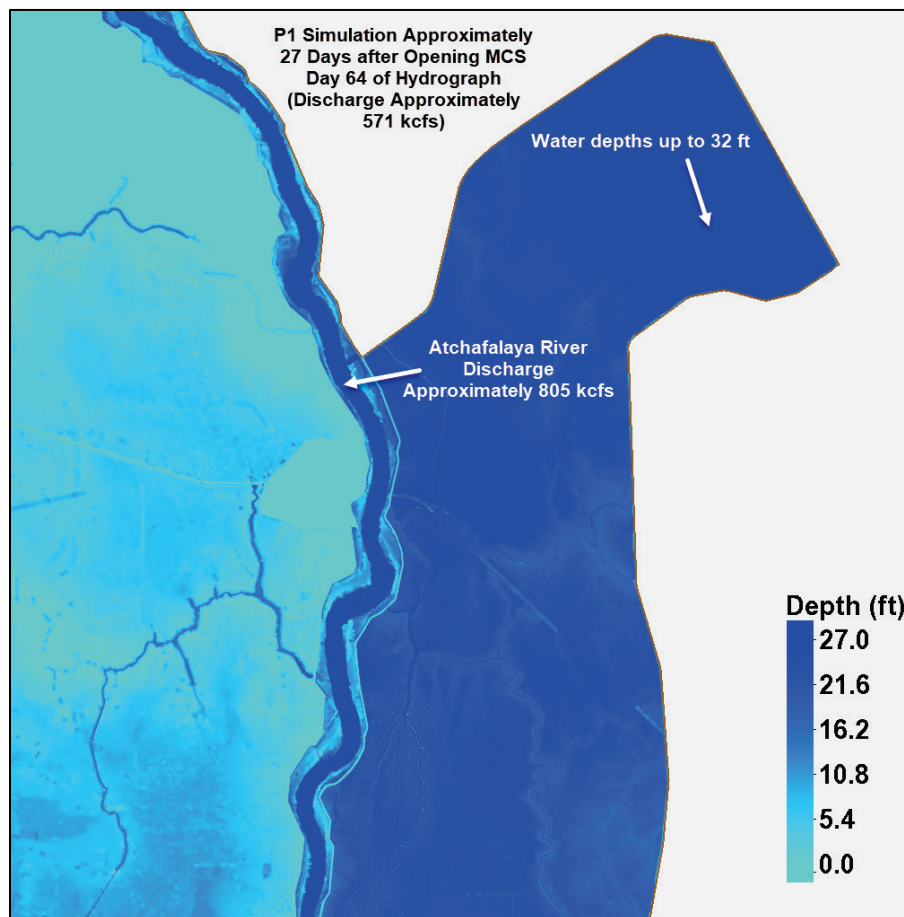 P1 Simulation Approximately
27 Days after Opening MCS
Day 64 of Hydrograph
(Discharge Approximately
571 kcfs)
Water depths up to 32 ft
Atchafalaya River
Discharge
Approximately 805 kcfs
Depth (ft)
27.0
21.6
16.2
10.8
5.4
0.0